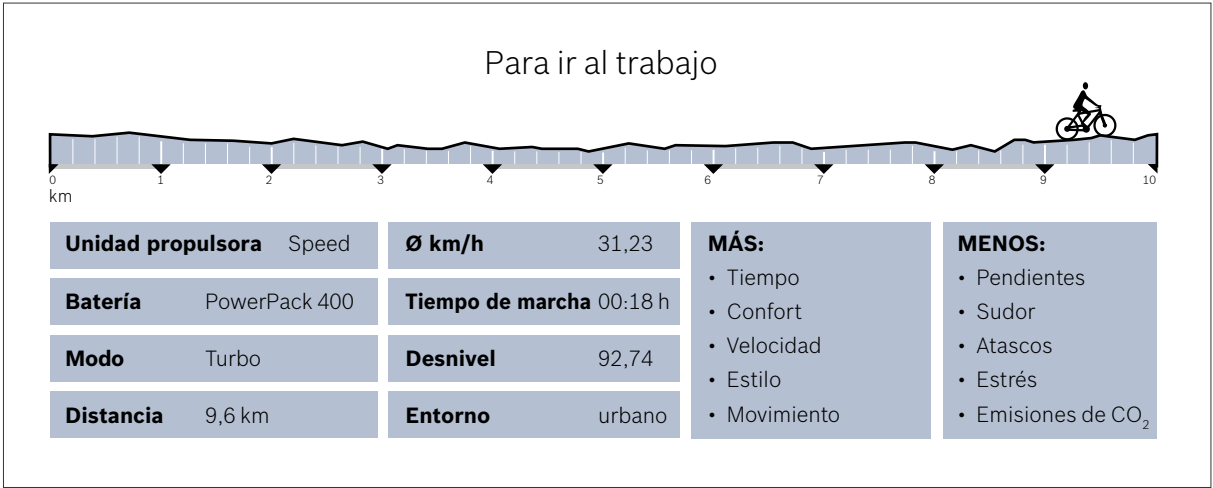 Para ir al trabajo
0 1 2 3 4 5 6 7 8 9 10
km
Unidad propulsora Speed
Batería PowerPack 400
Modo Turbo
Distancia 9,6 km
Ø km/h 31,23
Tiempo de marcha 00:18 h
Desnivel 92,74
Entorno urbano
MÁS:
• Tiempo
• Confort
• Velocidad
• Estilo
• Movimiento
MENOS:
• Pendientes
• Sudor
• Atascos
• Estrés
• Emisiones de CO₂